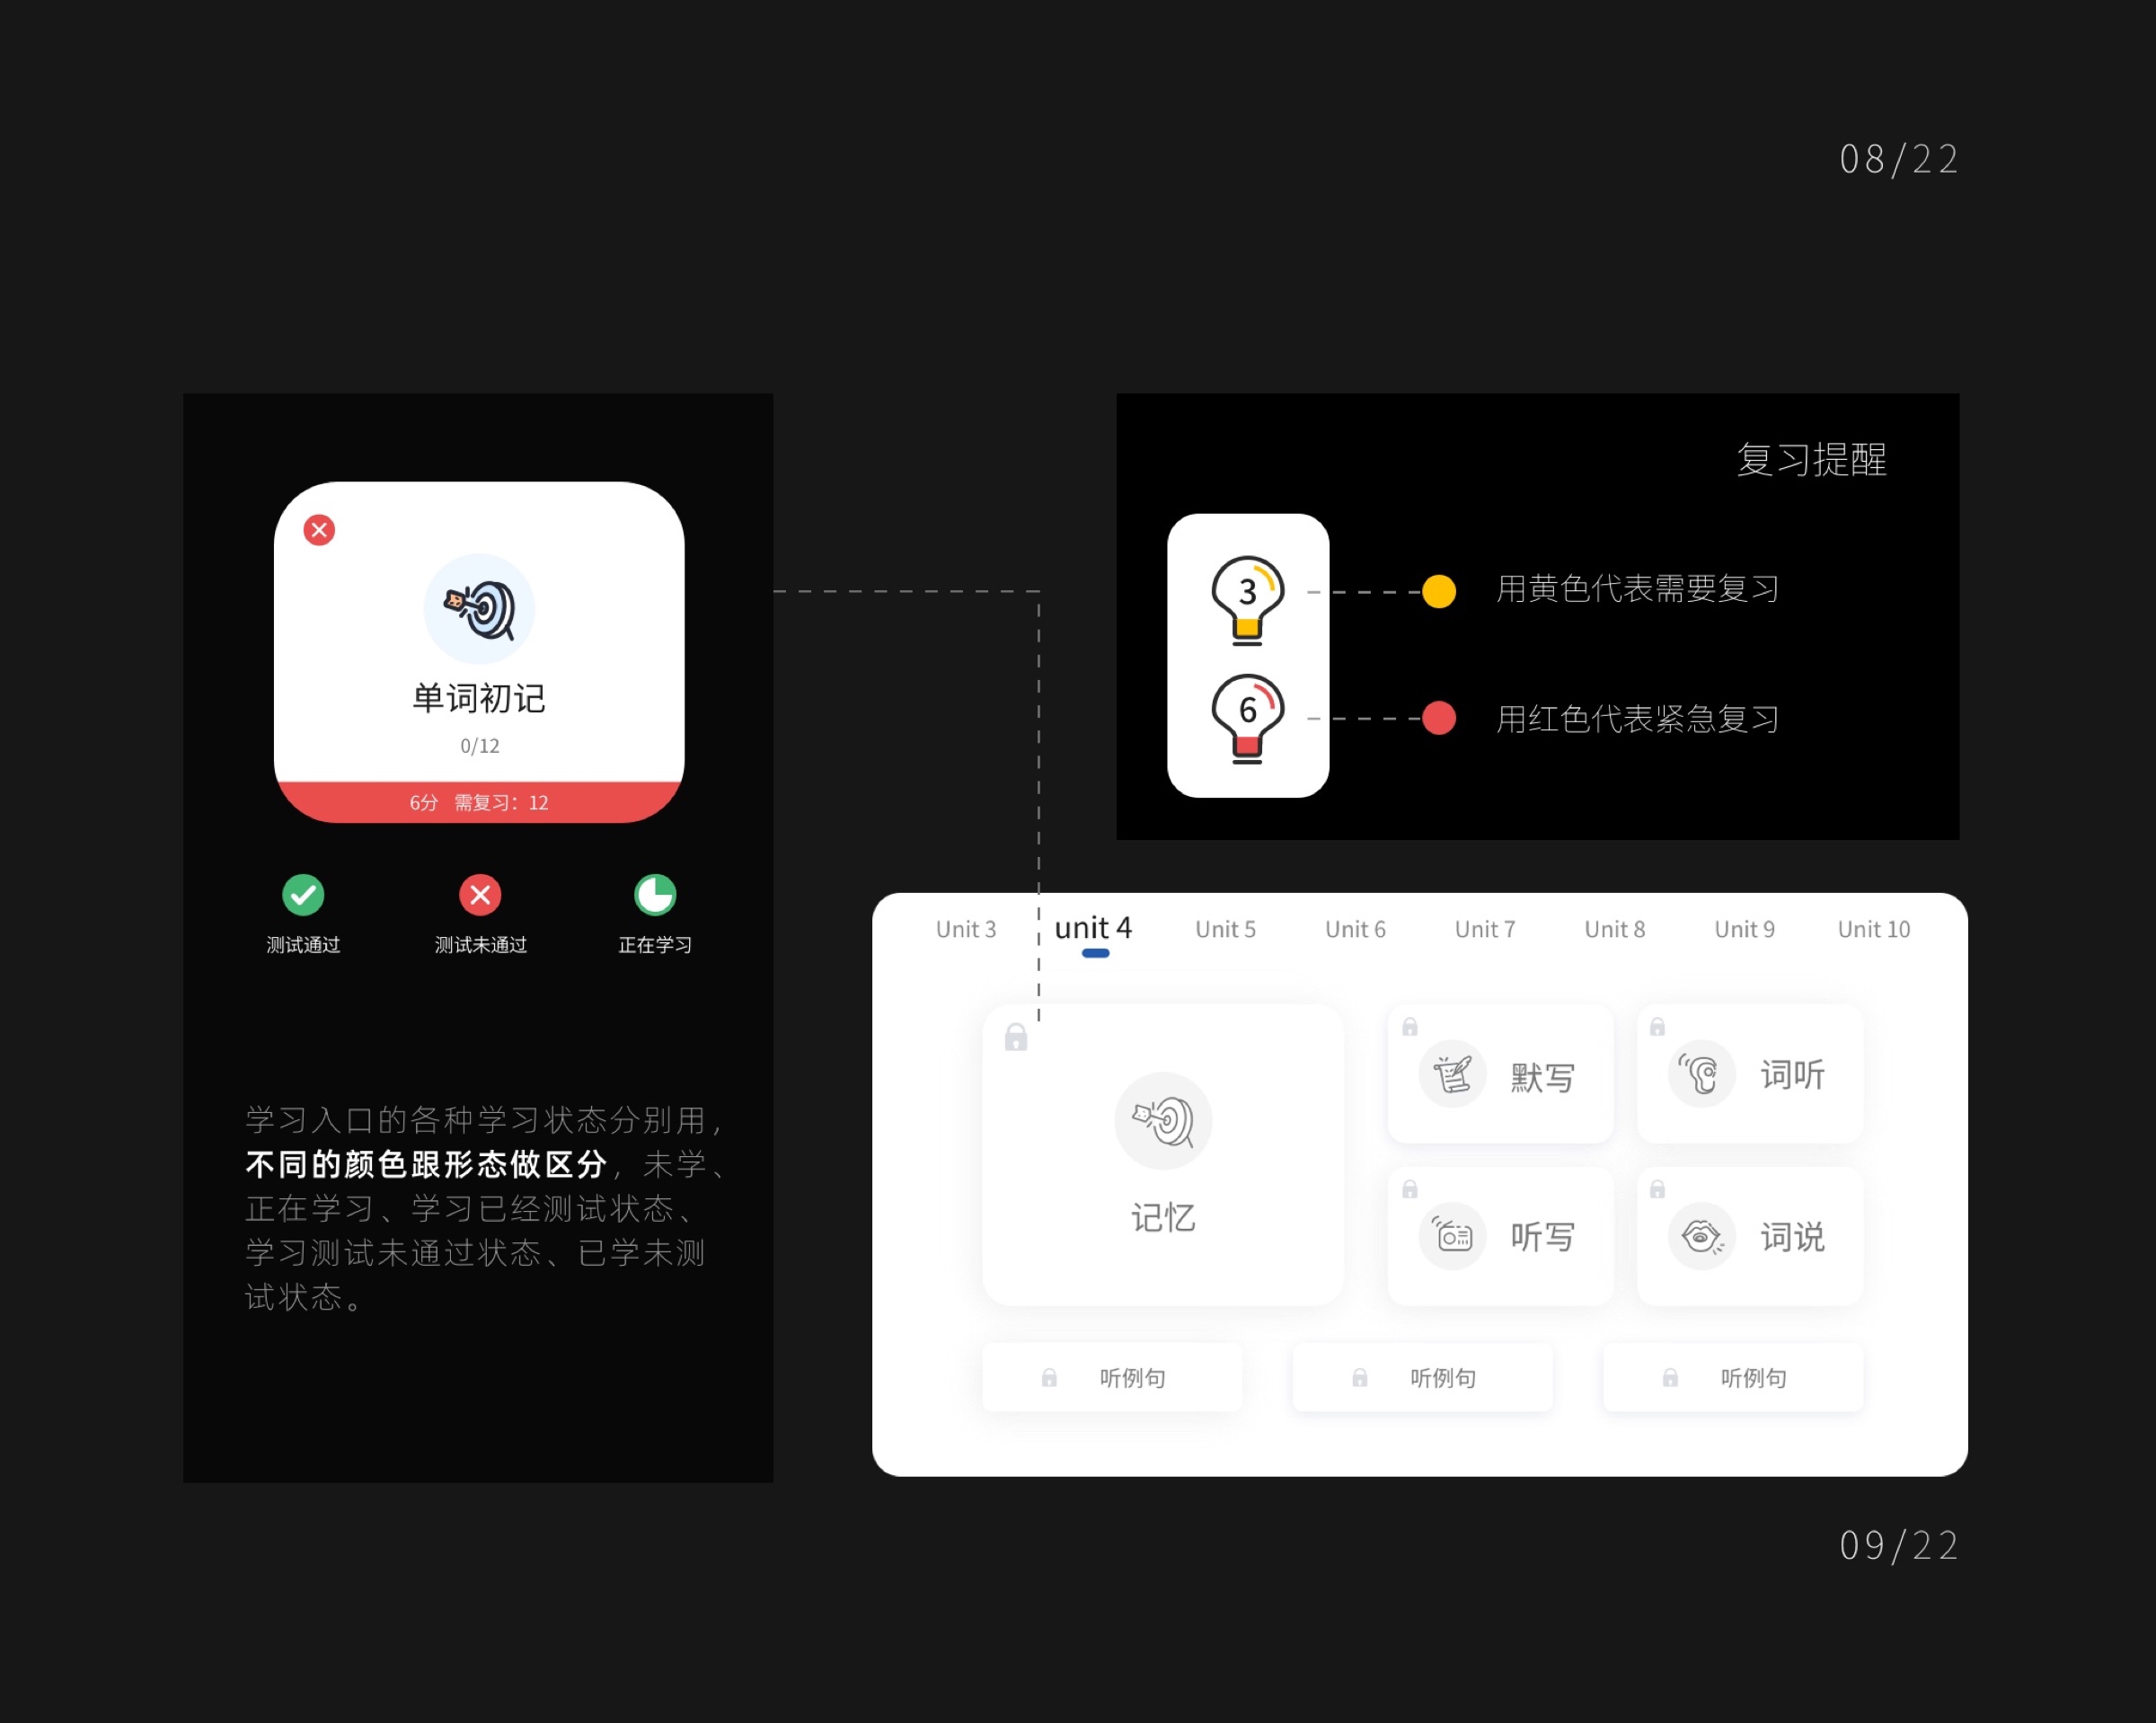 08/22
单词初记
0/12
6分 需复习：12
测试通过 测试未通过 正在学习
学习入口的各种学习状态分别用，
不同的颜色跟形态做区分，未学、
正在学习、学习已经测试状态、
学习测试未通过状态、已学未测
试状态。
复习提醒
3
用黄色代表需要复习
6
用红色代表紧急复习
Unit 3 unit 4 Unit 5 Unit 6 Unit 7 Unit 8 Unit 9 Unit 10
记忆
默写
词听
听写
词说
听例句 听例句 听例句
09/22